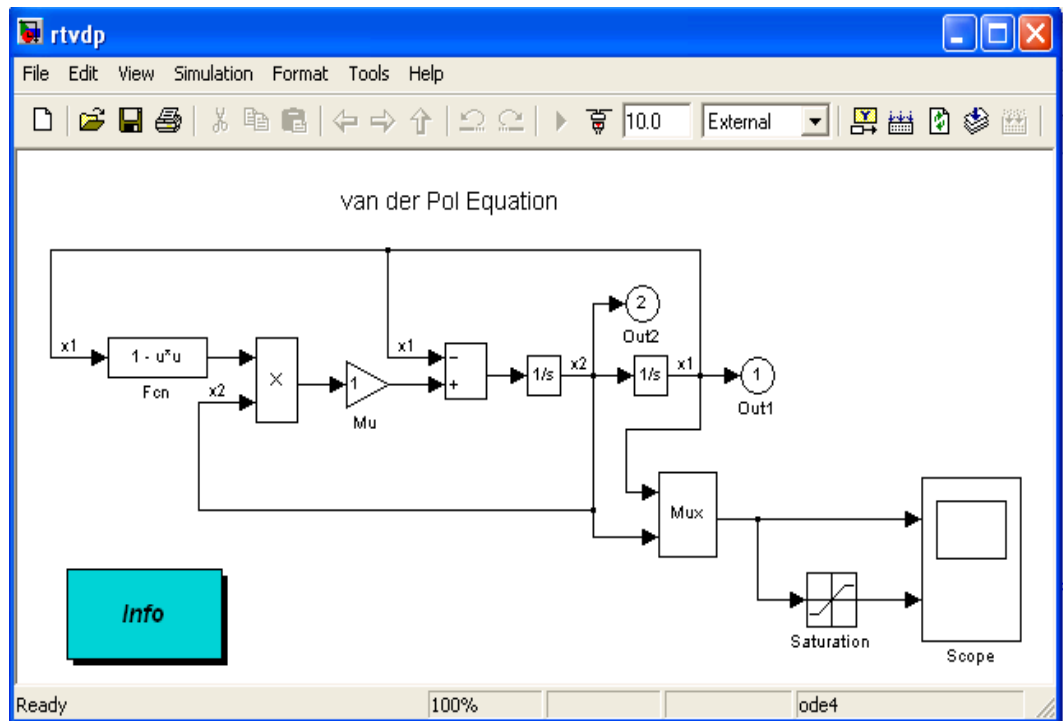 rtvdp
File Edit View Simulation Format Tools Help
10.0 External
van der Pol Equation
x1
1 - u*u
Fcn
x2
×
1
Mu
x1
−
+
1/s
x2
2
Out2
1/s
x1
1
Out1
Mux
Saturation
Scope
Info
Ready 100% ode4